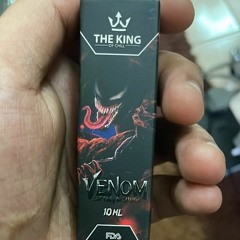 THE KING
OF CHILL
VENOM
10 ML
FDA